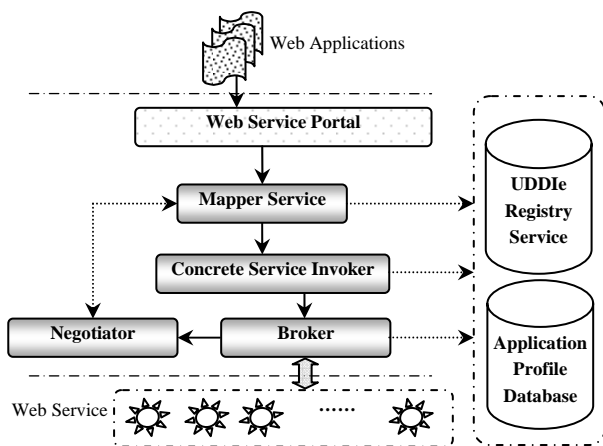 Web Applications
Web Service Portal
Mapper Service
Concrete Service Invoker
Negotiator
Broker
Web Service
......
UDDIe
Registry
Service
Application
Profile
Database